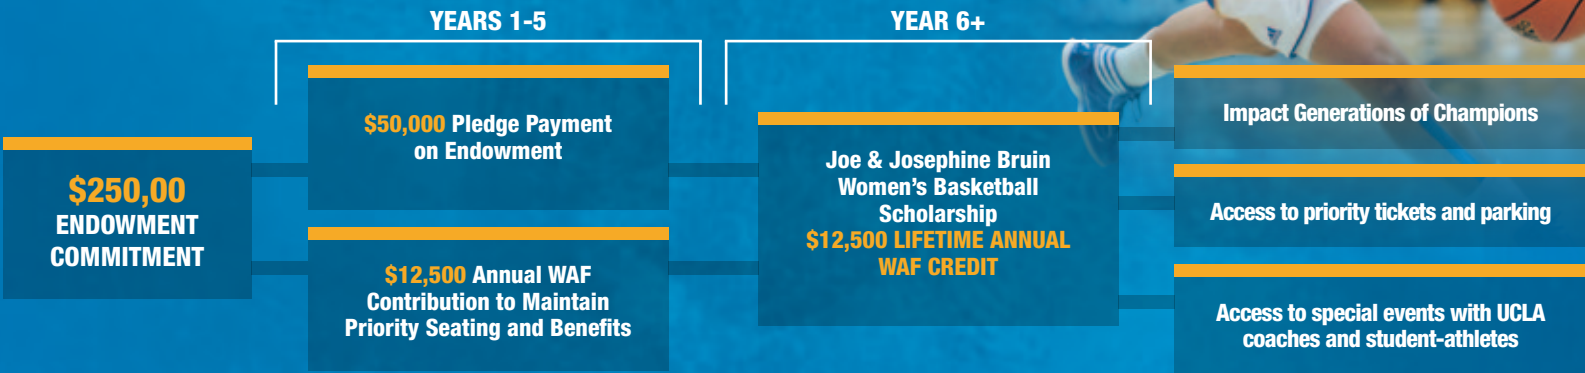 YEARS 1-5
YEAR 6+
$250,00
ENDOWMENT
COMMITMENT
$50,000 Pledge Payment
on Endowment
$12,500 Annual WAF
Contribution to Maintain
Priority Seating and Benefits
Joe & Josephine Bruin
Women's Basketball
Scholarship
$12,500 LIFETIME ANNUAL
WAF CREDIT
Impact Generations of Champions
Access to priority tickets and parking
Access to special events with UCLA
coaches and student-athletes